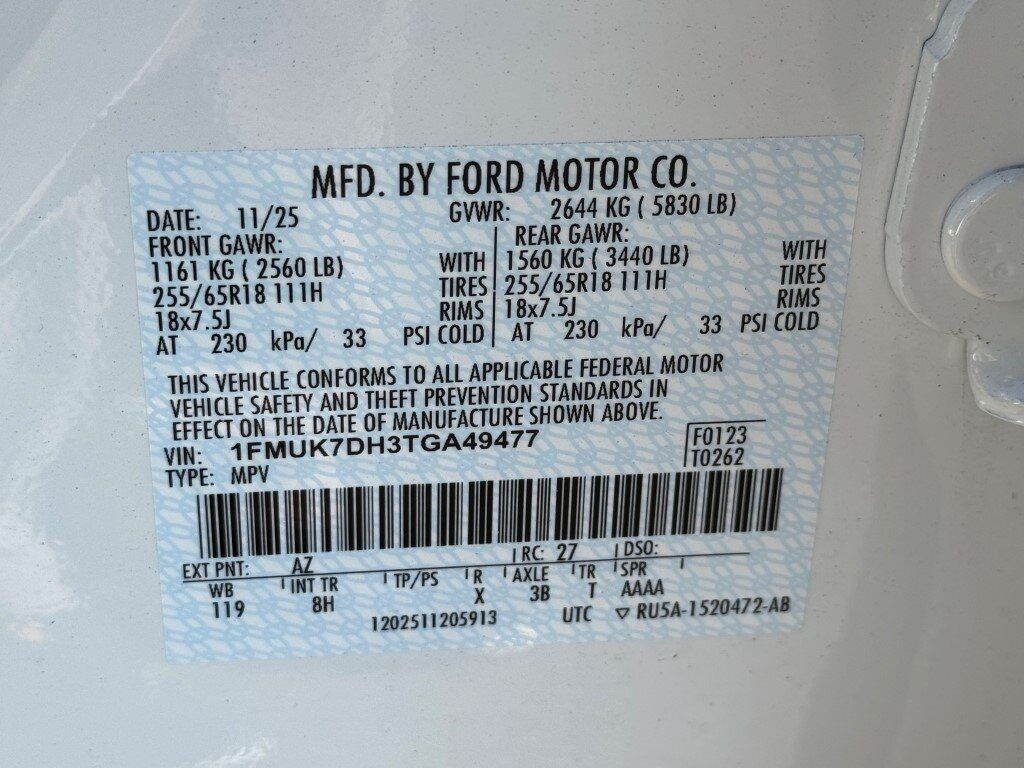 MFD. BY FORD MOTOR CO.
DATE: 11/25 GVWR: 2644 KG ( 5830 LB)
FRONT GAWR: REAR GAWR:
1161 KG ( 2560 LB) WITH 1560 KG ( 3440 LB) WITH
255/65R18 111H TIRES 255/65R18 111H TIRES
18x7.5J RIMS 18x7.5J RIMS
AT 230 kPa/ 33 PSI COLD AT 230 kPa/ 33 PSI COLD
THIS VEHICLE CONFORMS TO ALL APPLICABLE FEDERAL MOTOR
VEHICLE SAFETY AND THEFT PREVENTION STANDARDS IN
EFFECT ON THE DATE OF MANUFACTURE SHOWN ABOVE.
VIN: 1FMUK7DH3TGA49477 F0123
TYPE: MPV T0262
EXT PNT: AZ RC: 27 DSO:
WB INT TR TP/PS R AXLE TR SPR
119 8H X 3B T AAAA
1202511205913 UTC ▽ RU5A-1520472-AB